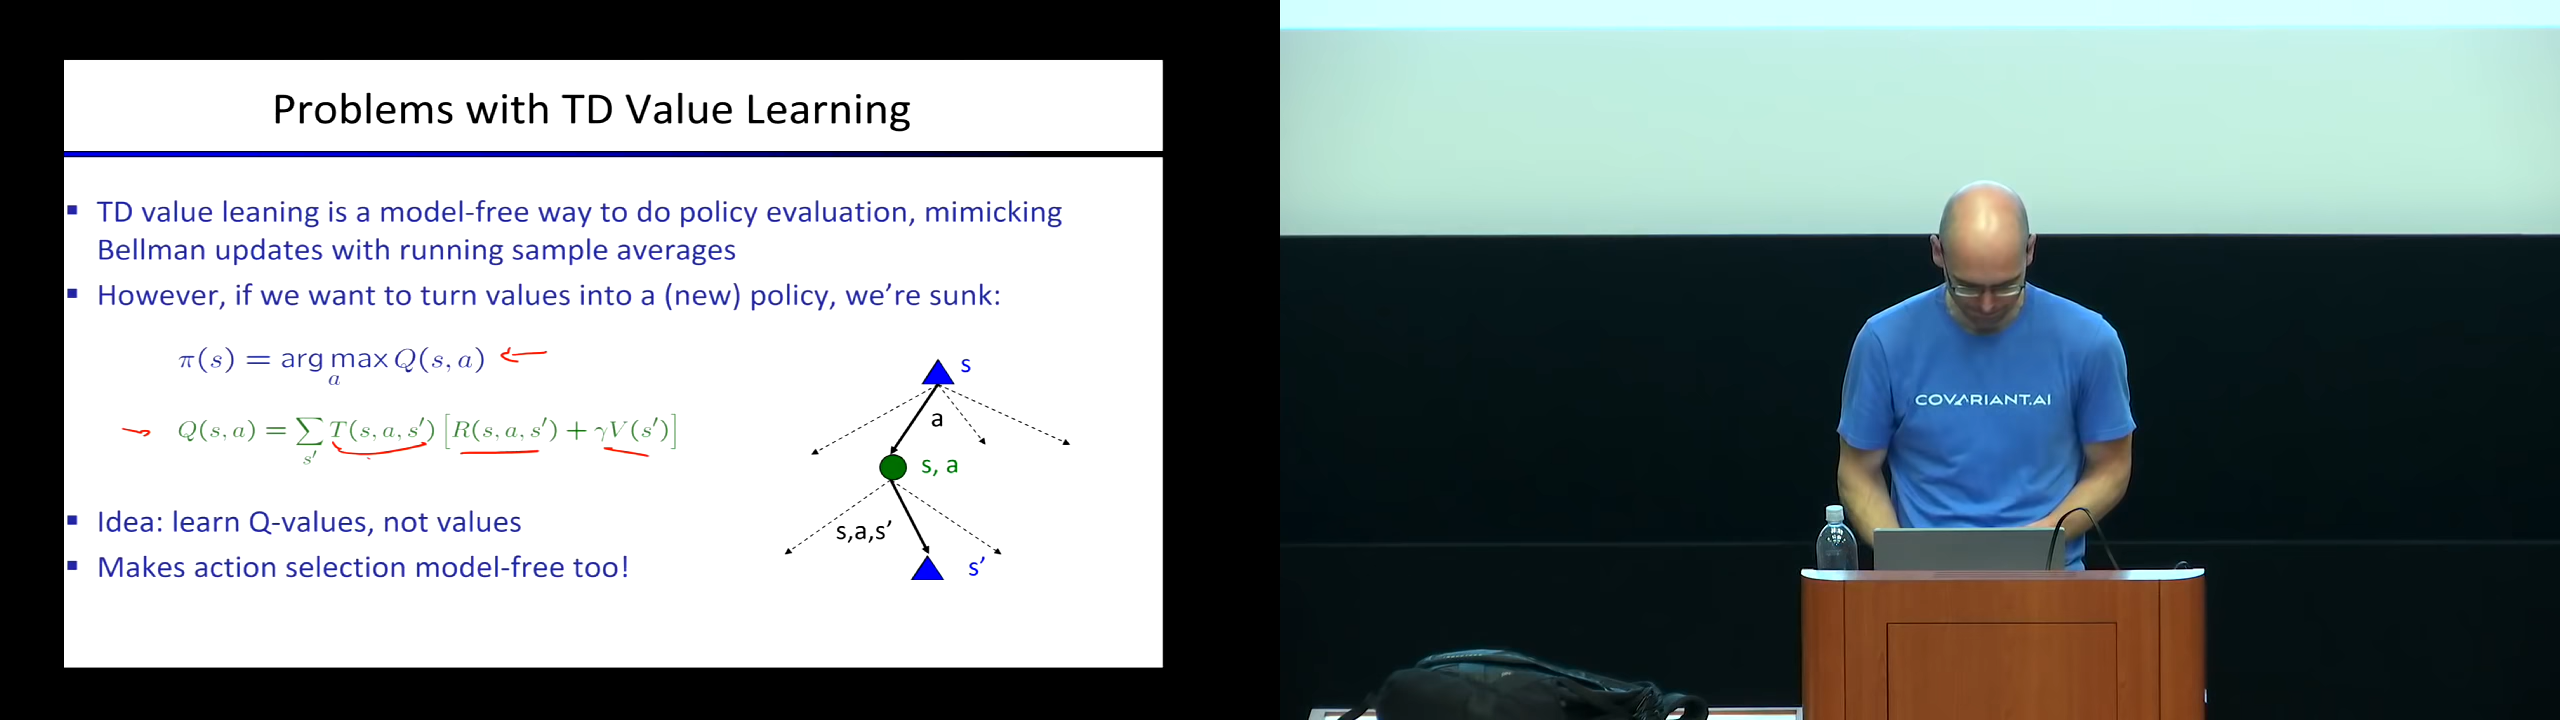 Problems with TD Value Learning
TD value leaning is a model-free way to do policy evaluation, mimicking
Bellman updates with running sample averages
However, if we want to turn values into a (new) policy, we're sunk:
π(s) = arg max Q(s, a)
a
Q(s, a) = ∑ T(s, a, s′) [R(s, a, s′) + γV(s′)]
s′
Idea: learn Q-values, not values
Makes action selection model-free too!
s
a
s, a
s,a,s’
s’
COVARIANT.AI